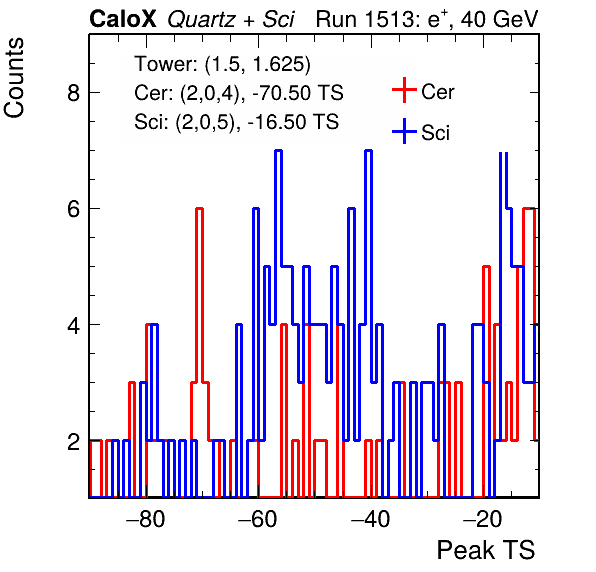 CaloX Quartz + Sci Run 1513: e+, 40 GeV
Tower: (1.5, 1.625)
Cer: (2,0,4), -70.50 TS
Sci: (2,0,5), -16.50 TS
Cer
Sci
Counts
8
6
4
2
−80 −60 −40 −20
Peak TS